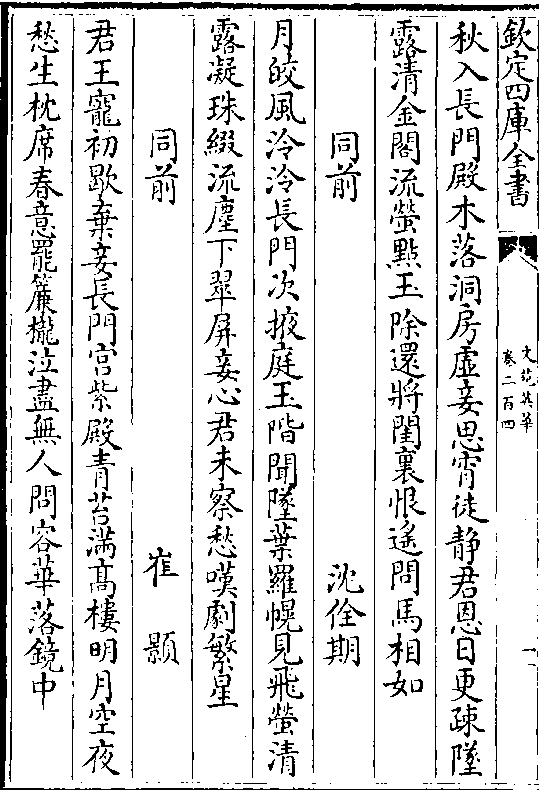 欽定四庫全書
文苑英華
卷二百四
一
秋入長門殿木落洞房虛妾思宵徒静君恩日更疎墜
露清金閣流螢點玉除還將閨裏恨遙問馬相如
同前 沈佺期
月皎風泠泠長門次掖庭玉階聞墜葉羅幌見飛螢清
露凝珠綴流塵下翠屏妾心君未察愁嘆劇繁星
同前 崔顥
君王寵初歇棄妾長門宫紫殿青苔满高樓明月空夜
愁生枕席春意罷簾櫳泣盡無人問容華落鏡中